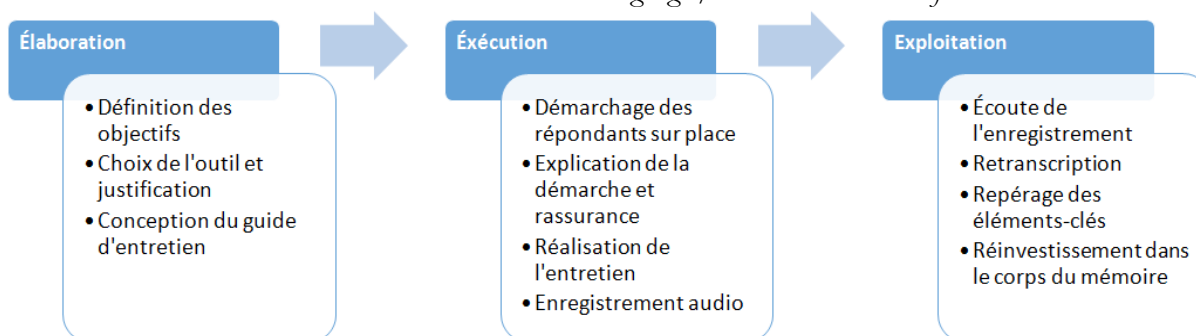 Élaboration
• Définition des
objectifs
• Choix de l'outil et
justification
• Conception du guide
d'entretien
Éxécution
• Démarchage des
répondants sur place
• Explication de la
démarche et
rassurance
• Réalisation de
l'entretien
• Enregistrement audio
Exploitation
• Écoute de
l'enregistrement
• Retranscription
• Repérage des
éléments-clés
• Réinvestissement dans
le corps du mémoire